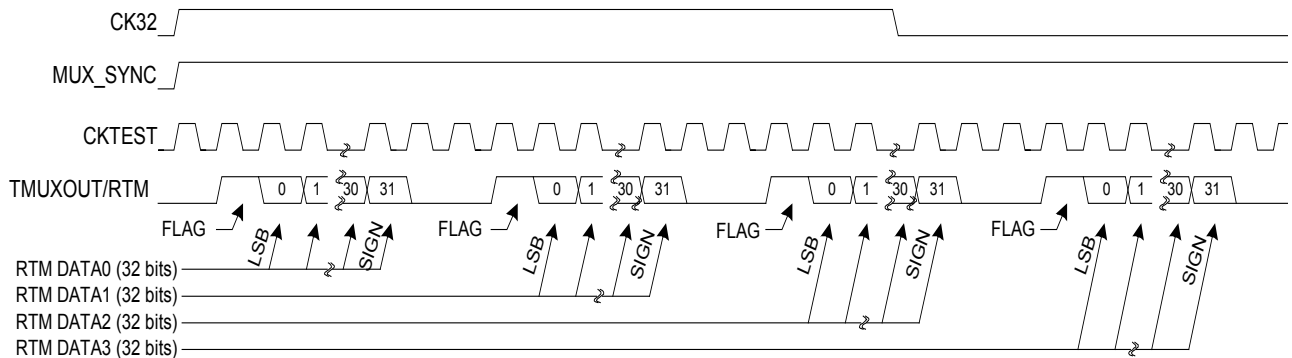 CK32
MUX_SYNC
CKTEST
TMUXOUT/RTM
0 1 30 31
0 1 30 31
0 1 30 31
0 1 30 31
FLAG
FLAG
FLAG
FLAG
LSB
SIGN
LSB
SIGN
LSB
SIGN
LSB
SIGN
RTM DATA0 (32 bits)
RTM DATA1 (32 bits)
RTM DATA2 (32 bits)
RTM DATA3 (32 bits)